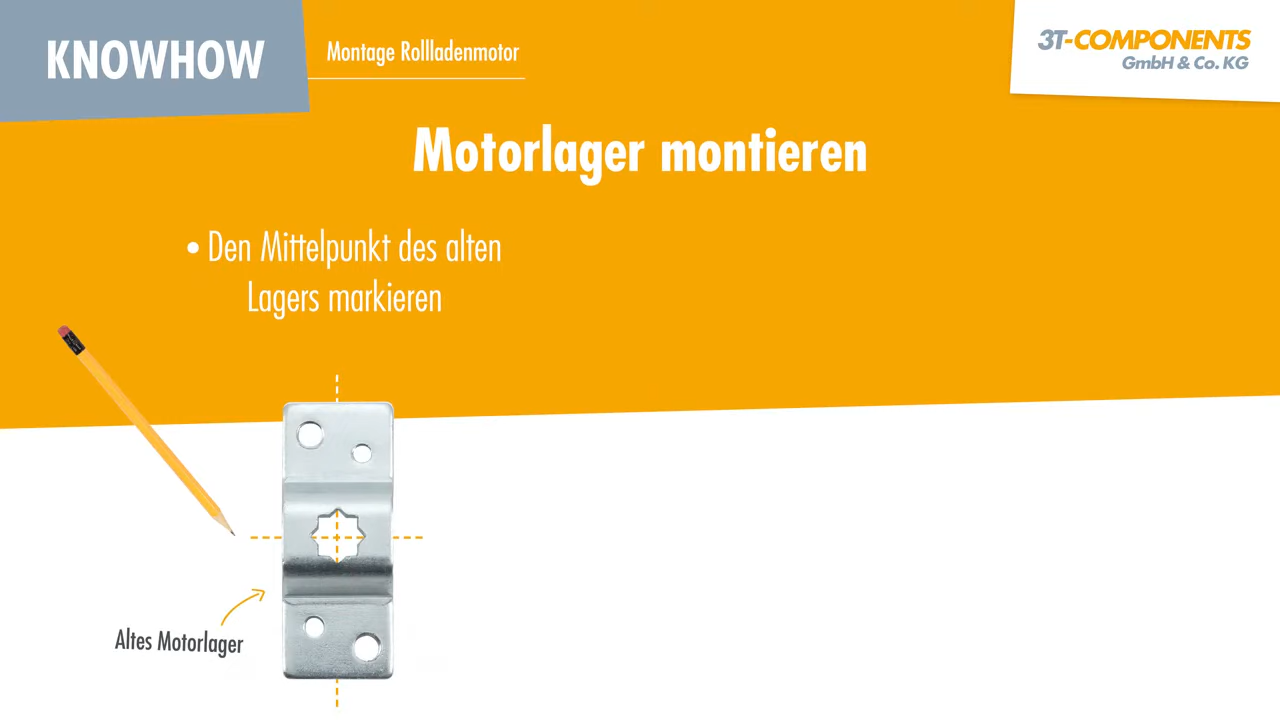 KNOWHOW
Montage Rollladenmotor
3T-COMPONENTS
GmbH & Co. KG
Motorlager montieren
• Den Mittelpunkt des alten
Lagers markieren
Altes Motorlager